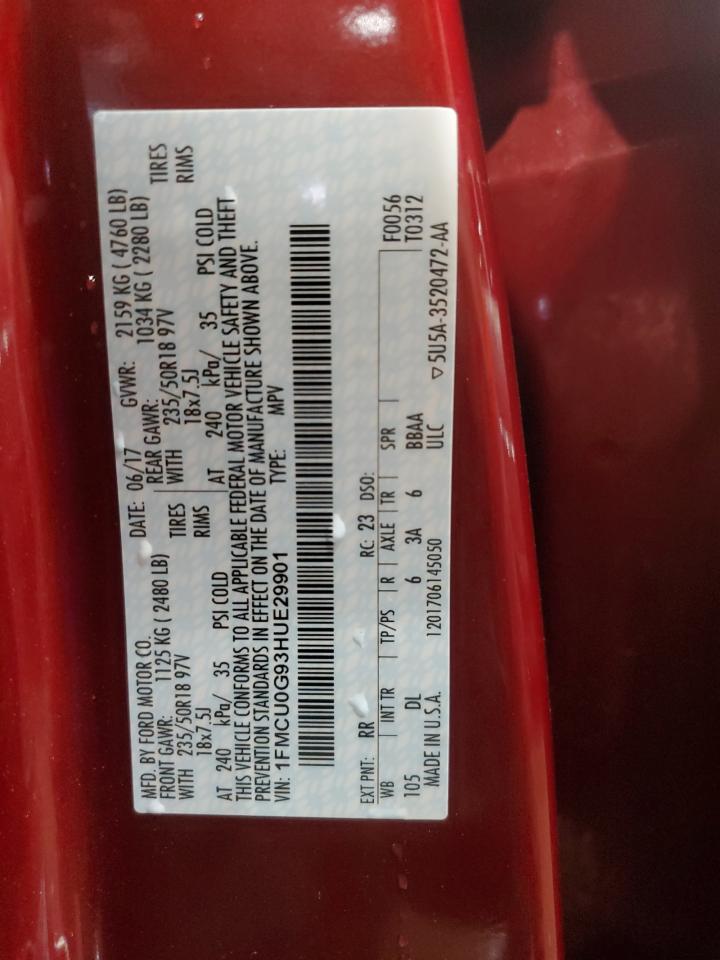 MFD. BY FORD MOTOR CO. DATE: 06/17 GVWR: 2159 KG ( 4760 LB)
FRONT GAWR: 1125 KG ( 2480 LB) REAR GAWR: 1034 KG ( 2280 LB)
WITH 235/50R18 97V TIRES WITH 235/50R18 97V TIRES
18x7.5J RIMS 18x7.5J RIMS
AT 240 kPa/ 35 PSI COLD AT 240 kPa/ 35 PSI COLD
THIS VEHICLE CONFORMS TO ALL APPLICABLE FEDERAL MOTOR VEHICLE SAFETY AND THEFT
PREVENTION STANDARDS IN EFFECT ON THE DATE OF MANUFACTURE SHOWN ABOVE.
VIN: 1FMCU0G93HUE29901 TYPE: MPV
EXT PNT: RR RC: 23 DSO:
WB INT TR TP/PS R AXLE TR SPR F0056
105 DL 6 3A 6 BBAA T0312
ULC
MADE IN U.S.A. 1201706145050 ▽5U5A-3520472-AA